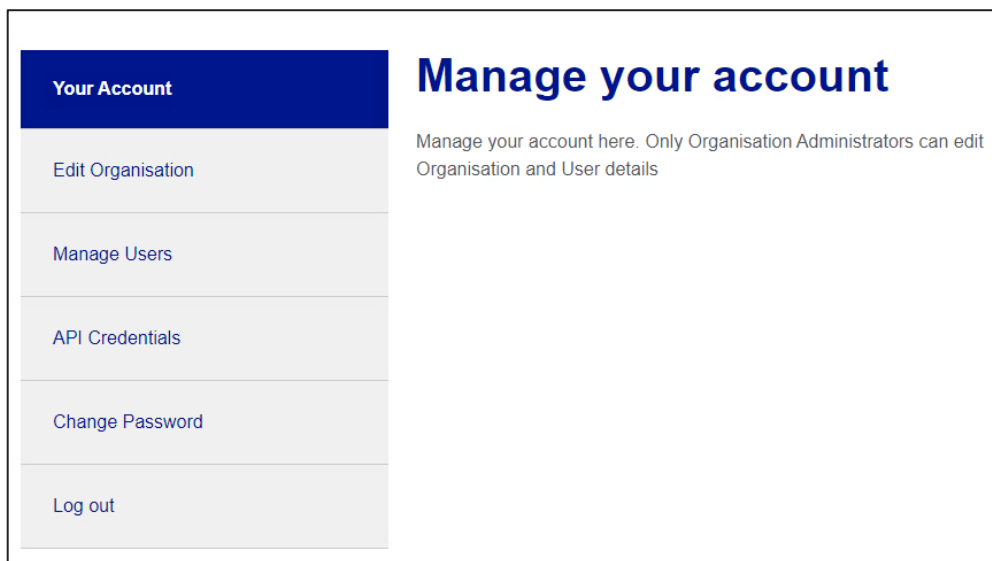 Your Account
Edit Organisation
Manage Users
API Credentials
Change Password
Log out
Manage your account
Manage your account here. Only Organisation Administrators can edit
Organisation and User details